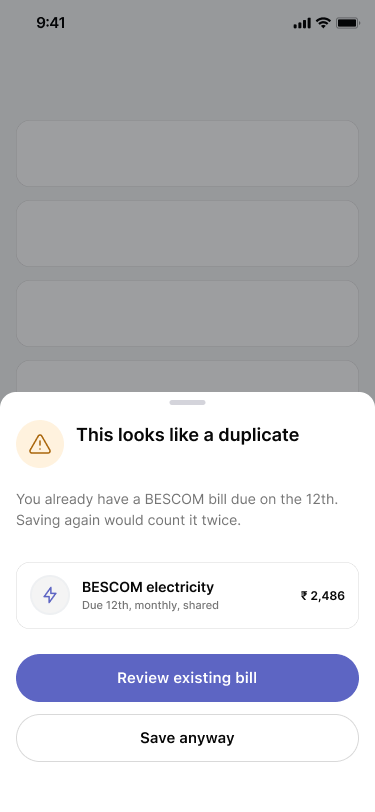 9:41
This looks like a duplicate
You already have a BESCOM bill due on the 12th.
Saving again would count it twice.
BESCOM electricity
Due 12th, monthly, shared
₹ 2,486
Review existing bill
Save anyway